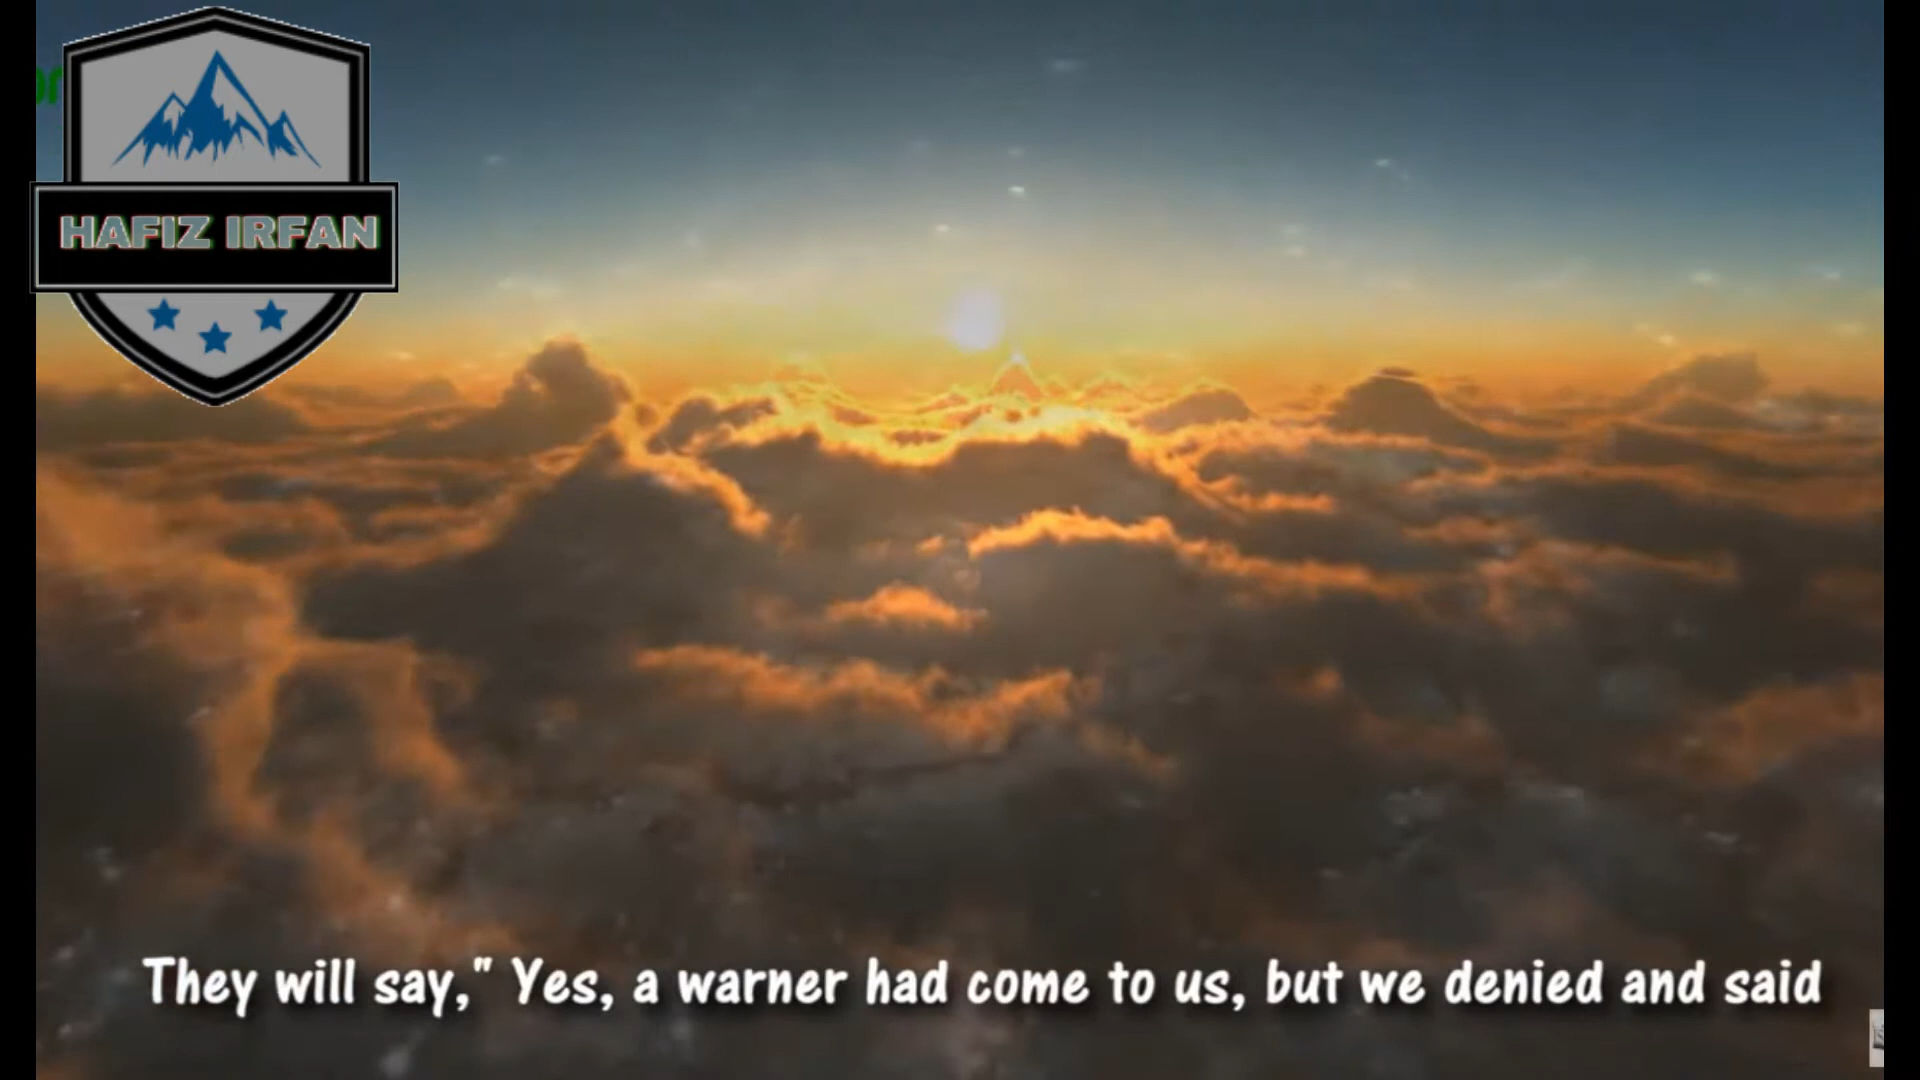 HAFIZ IRFAN
They will say," Yes, a warner had come to us, but we denied and said